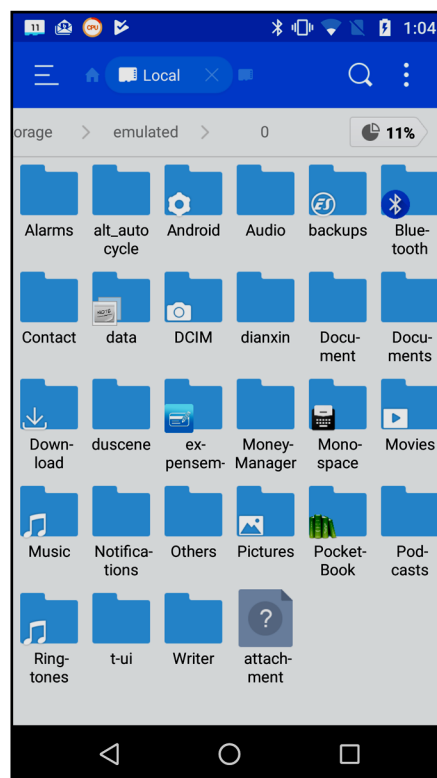 11 CPU 1:04
Local
orage > emulated > 0 11%
Alarms alt_auto Android Audio backups Blue-
cycle tooth
Contact data DCIM dianxin Docu- Docu-
ment ments
Down- duscene ex- Money- Mono- Movies
load pensem- Manager space
Music Notifica- Others Pictures Pocket- Pod-
tions Book casts
Ring- t-ui Writer attach-
tones ment